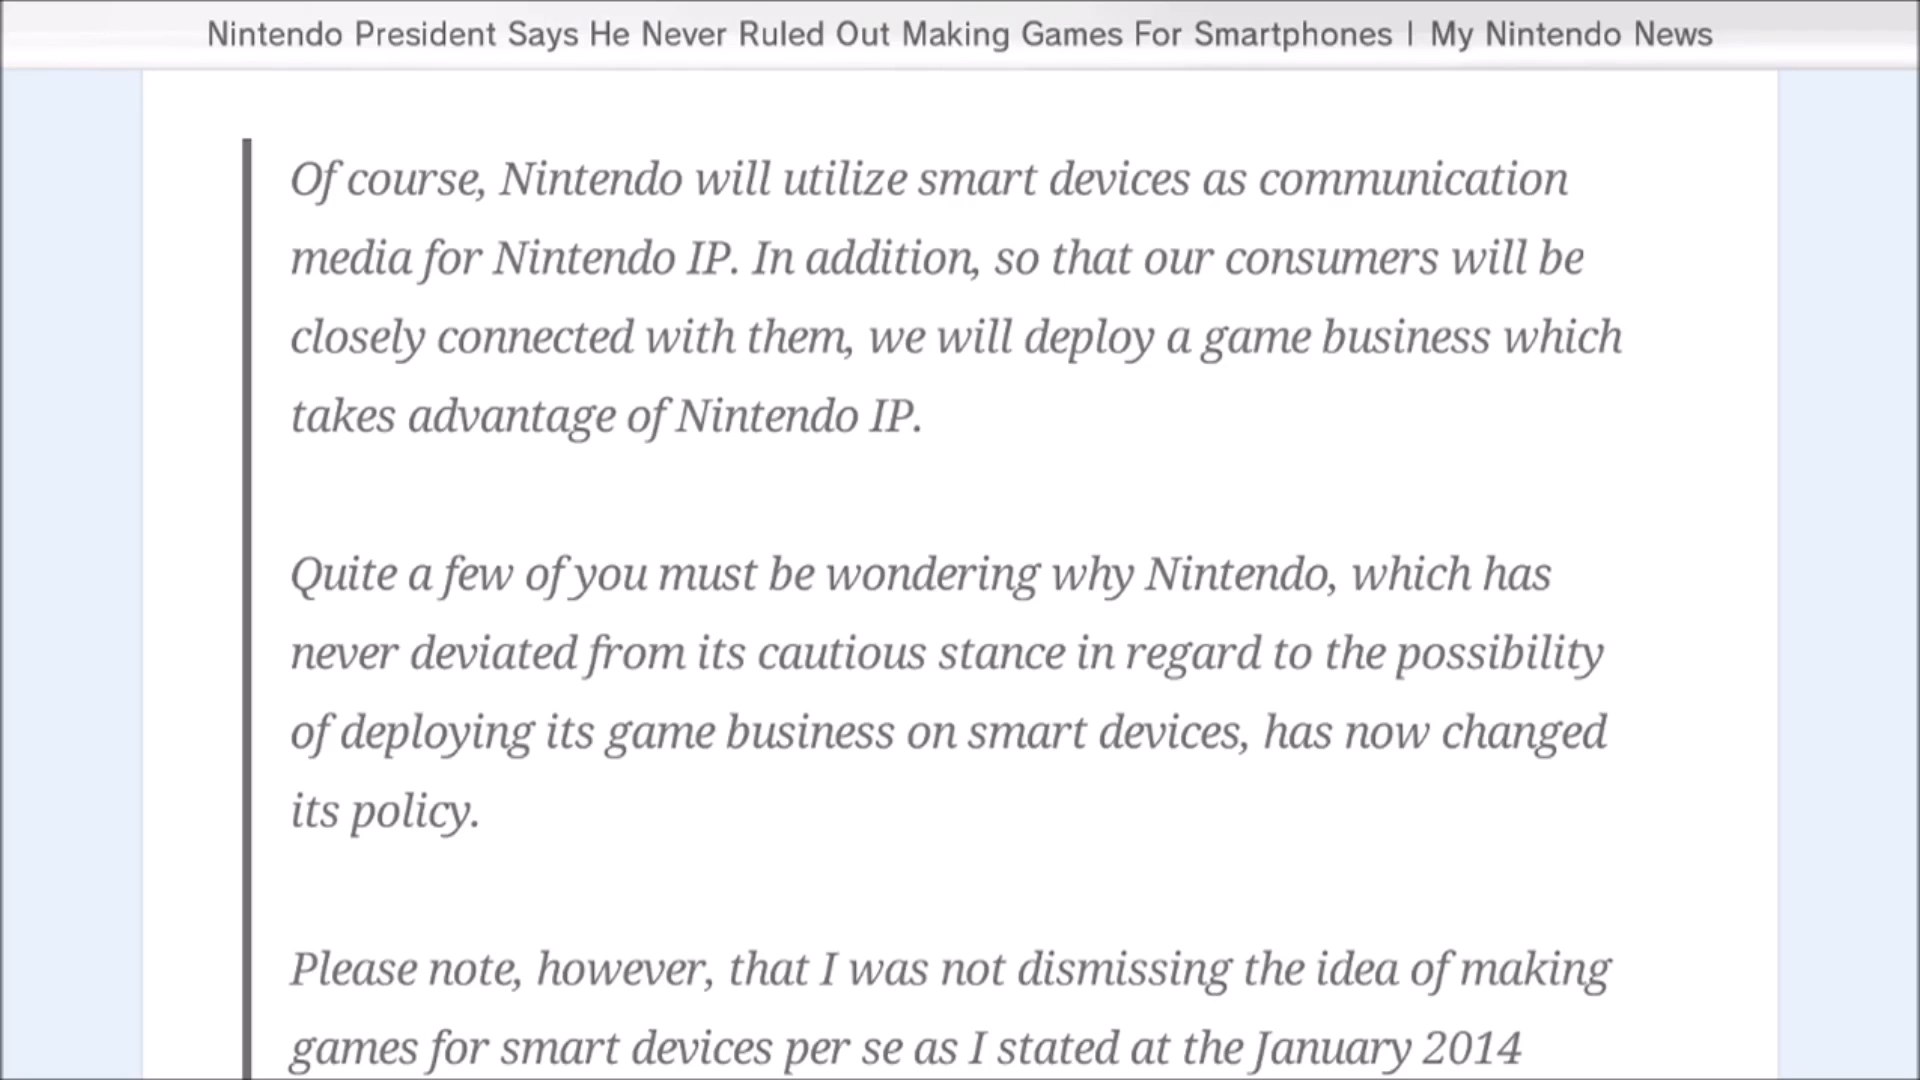 Nintendo President Says He Never Ruled Out Making Games For Smartphones | My Nintendo News
Of course, Nintendo will utilize smart devices as communication
media for Nintendo IP. In addition, so that our consumers will be
closely connected with them, we will deploy a game business which
takes advantage of Nintendo IP.
Quite a few of you must be wondering why Nintendo, which has
never deviated from its cautious stance in regard to the possibility
of deploying its game business on smart devices, has now changed
its policy.
Please note, however, that I was not dismissing the idea of making
games for smart devices per se as I stated at the January 2014